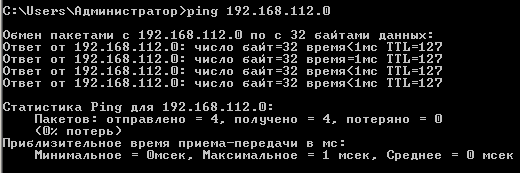 C:\Users\Администратор>ping 192.168.112.0
Обмен пакетами с 192.168.112.0 по с 32 байтами данных:
Ответ от 192.168.112.0: число байт=32 время<1мс TTL=127
Ответ от 192.168.112.0: число байт=32 время=1мс TTL=127
Ответ от 192.168.112.0: число байт=32 время<1мс TTL=127
Ответ от 192.168.112.0: число байт=32 время<1мс TTL=127
Статистика Ping для 192.168.112.0:
Пакетов: отправлено = 4, получено = 4, потеряно = 0
(0% потерь)
Приблизительное время приема-передачи в мс:
Минимальное = 0мсек, Максимальное = 1 мсек, Среднее = 0 мсек